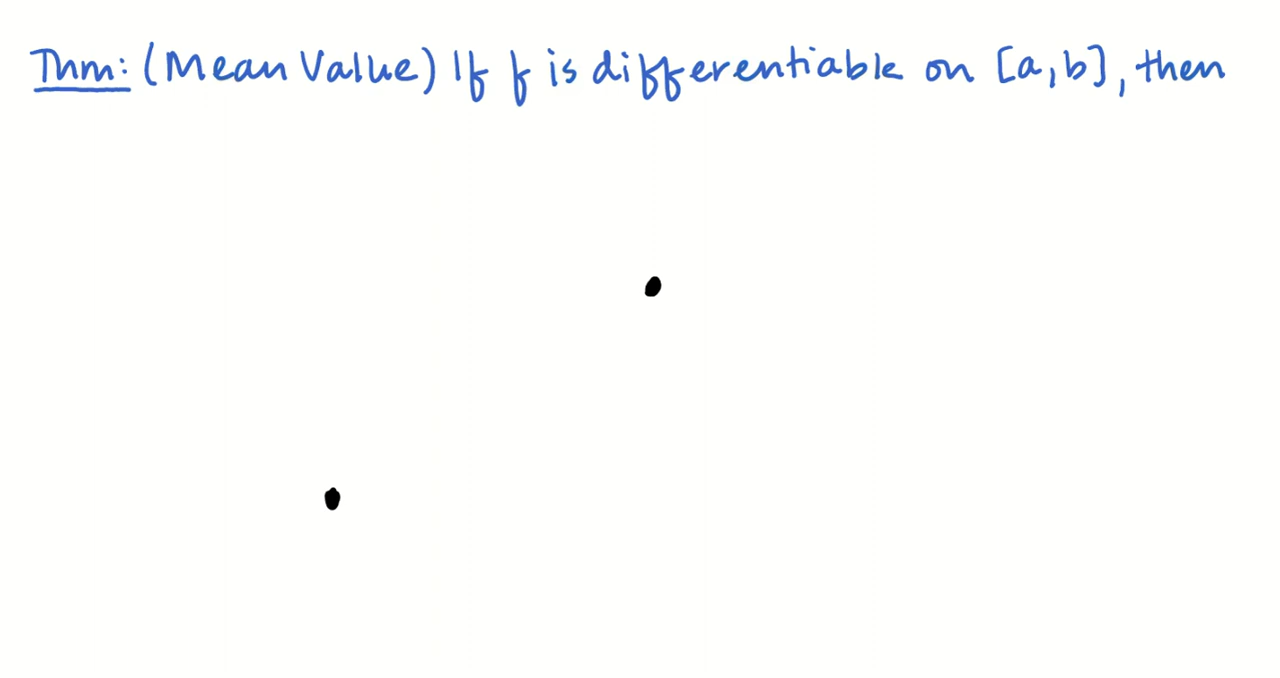 Thm: (Mean Value) If f is differentiable on [a,b], then